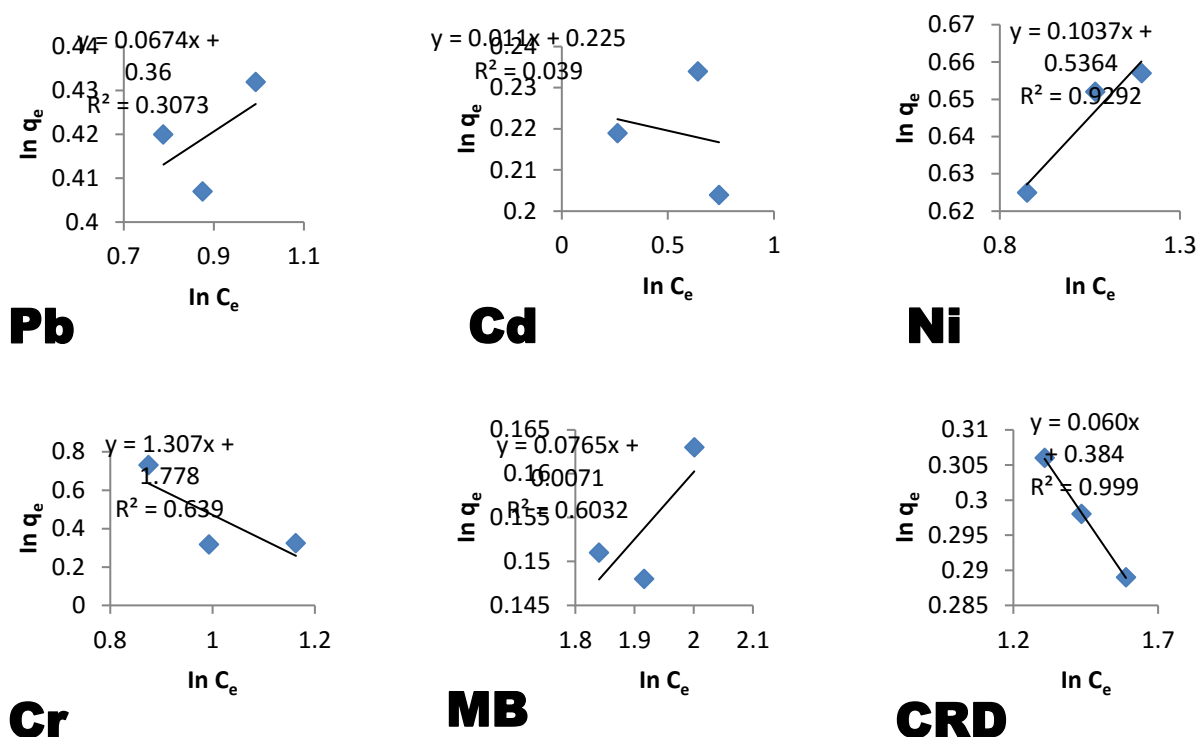 y = 0.0674x +
0.36
R² = 0.3073
0.44
0.43
0.42
0.41
0.4
ln qe
0.7 0.9 1.1
ln Ce
Pb
y = 0.011x + 0.225
R² = 0.039
0.24
0.23
0.22
0.21
0.2
ln qe
0 0.5 1
ln Ce
Cd
y = 0.1037x +
0.5364
R² = 0.9292
0.67
0.66
0.65
0.64
0.63
0.62
ln qe
0.8 1.3
ln Ce
Ni
y = 1.307x +
1.778
R² = 0.639
0.8
0.6
0.4
0.2
0
ln qe
0.8 1 1.2
ln Ce
Cr
y = 0.0765x +
0.0071
R² = 0.6032
0.165
0.16
0.155
0.15
0.145
ln qe
1.8 1.9 2 2.1
ln Ce
MB
y = 0.060x
+ 0.384
R² = 0.999
0.31
0.305
0.3
0.295
0.29
0.285
ln qe
1.2 1.7
ln Ce
CRD